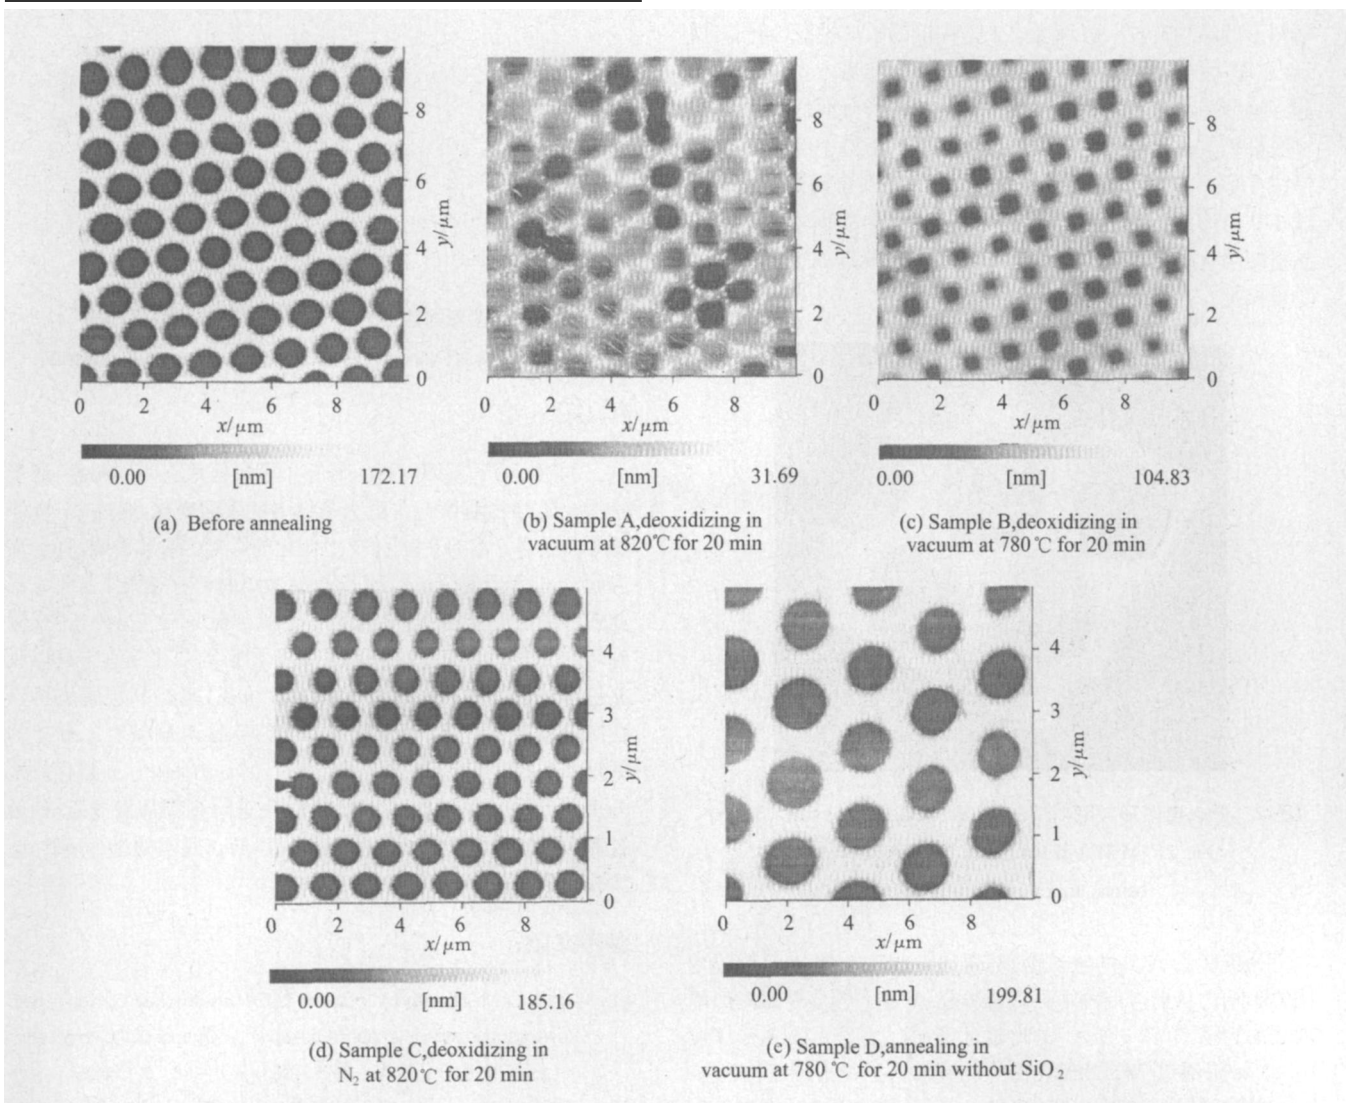 8
6
4
2
0
y/μm
0 2 4 6 8
x/μm
0.00 [nm] 172.17
(a) Before annealing
8
6
4
2
0
y/μm
0 2 4 6 8
x/μm
0.00 [nm] 31.69
(b) Sample A,deoxidizing in
vacuum at 820℃ for 20 min
8
6
4
2
0
y/μm
0 2 4 6 8
x/μm
0.00 [nm] 104.83
(c) Sample B,deoxidizing in
vacuum at 780℃ for 20 min
4
3
2
1
0
y/μm
0 2 4 6 8
x/μm
0.00 [nm] 185.16
(d) Sample C,deoxidizing in
N₂ at 820℃ for 20 min
4
3
2
1
0
y/μm
0 2 4 6 8
x/μm
0.00 [nm] 199.81
(c) Sample D,annealing in
vacuum at 780 ℃ for 20 min without SiO₂